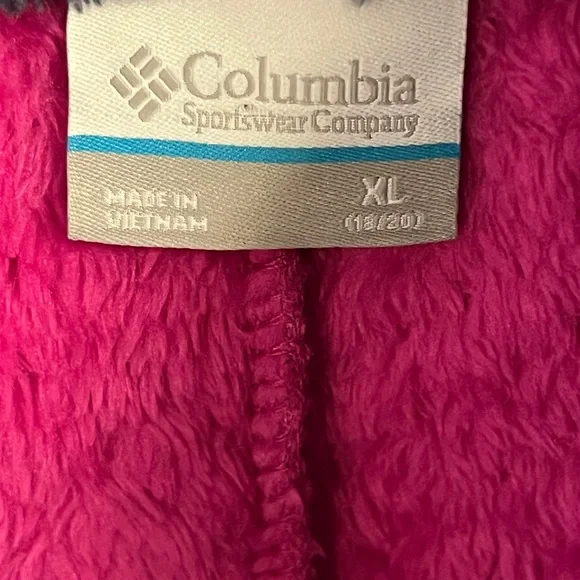 Columbia
Sportswear Company
MADE IN
VIETNAM
XL
(18/20)